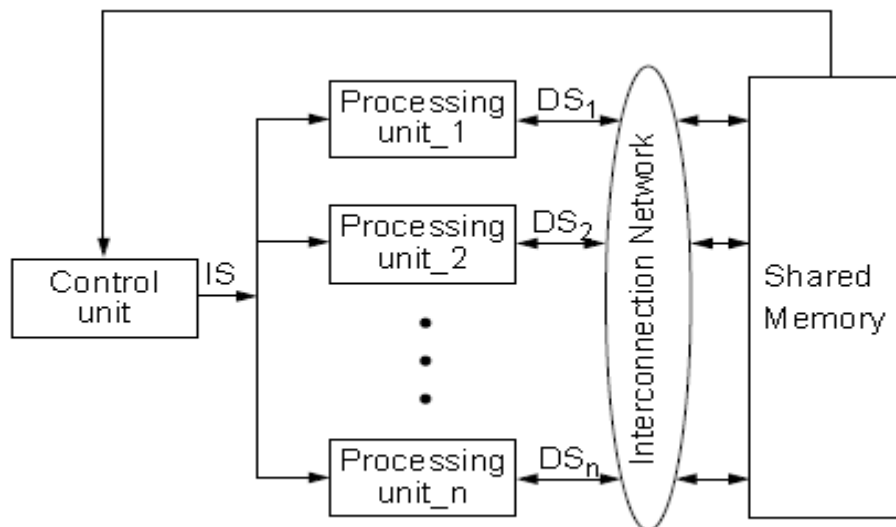 Processing
unit_1
DS₁
Processing
unit_2
DS₂
Control
unit
IS
Processing
unit_n
DSₙ
Interconnection Network
Shared
Memory